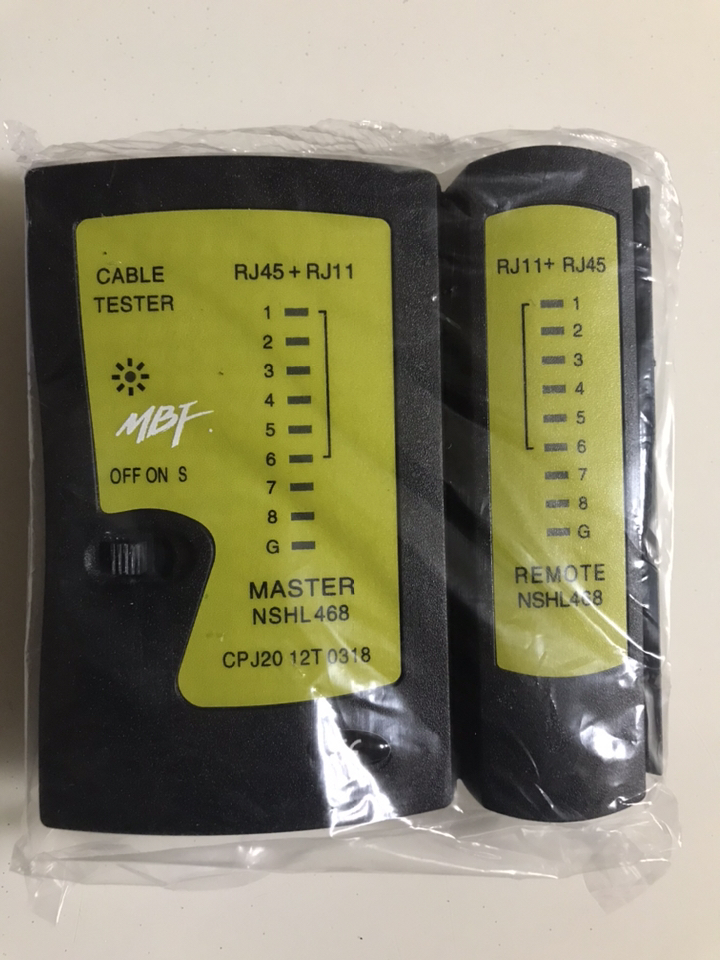 CABLE
TESTER
MBF
OFF ON S
RJ45 + RJ11
1
2
3
4
5
6
7
8
G
MASTER
NSHL468
CPJ20 12T 0318
RJ11+ RJ45
1
2
3
4
5
6
7
8
G
REMOTE
NSHL468